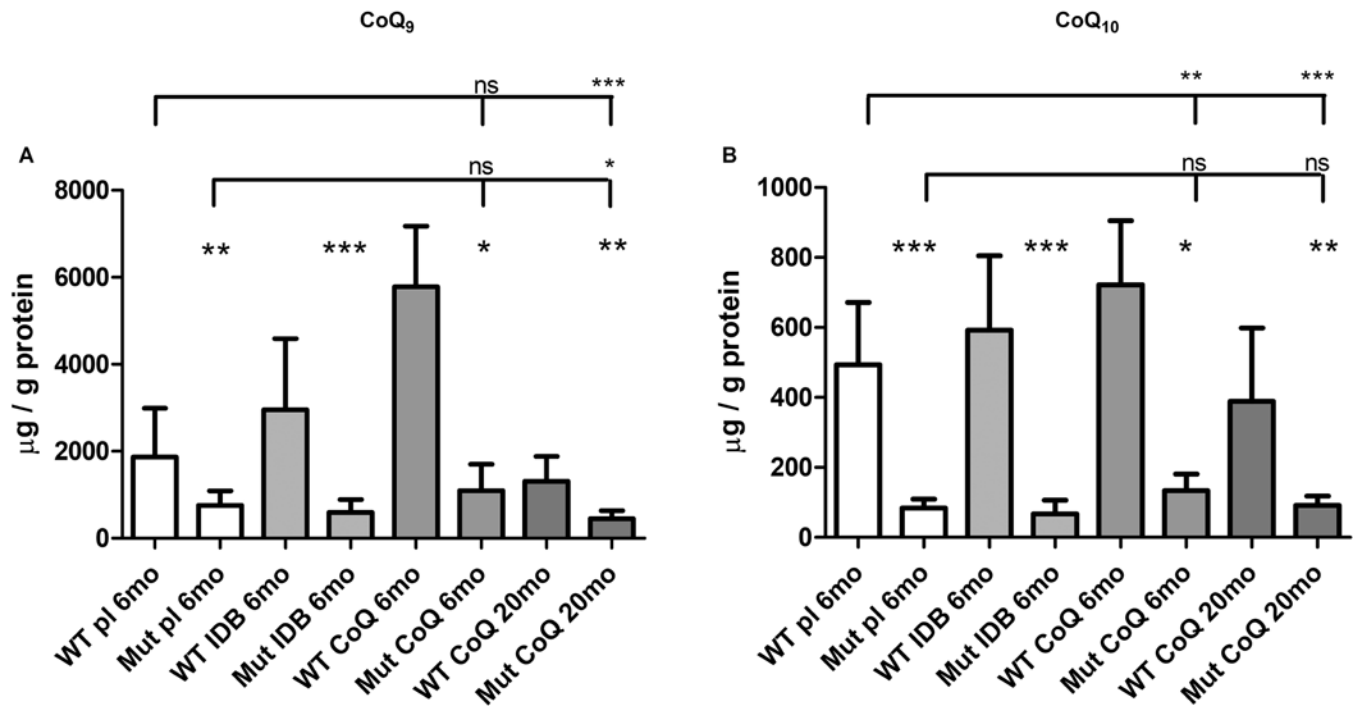 CoQ₉
ns ***
A
ns *
8000
6000
4000
2000
0
µg / g protein
** *** * **
WT pl 6mo
Mut pl 6mo
WT IDB 6mo
Mut IDB 6mo
WT CoQ 6mo
Mut CoQ 6mo
WT CoQ 20mo
Mut CoQ 20mo
CoQ₁₀
** ***
B
ns ns
1000
800
600
400
200
0
µg / g protein
*** *** * **
WT pl 6mo
Mut pl 6mo
WT IDB 6mo
Mut IDB 6mo
WT CoQ 6mo
Mut CoQ 6mo
WT CoQ 20mo
Mut CoQ 20mo